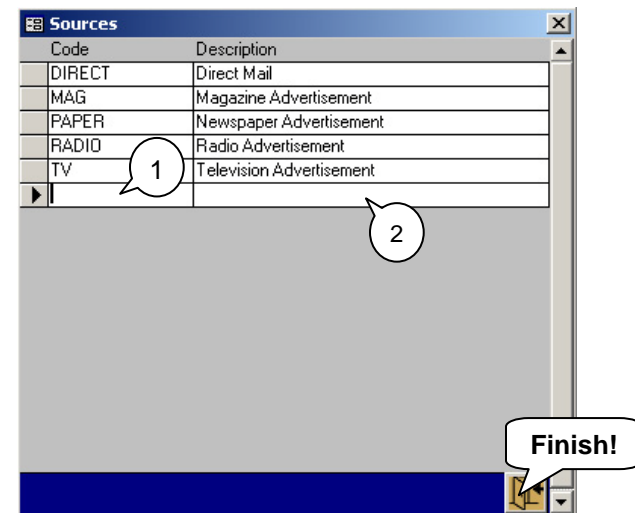 Sources
Code Description
DIRECT Direct Mail
MAG Magazine Advertisement
PAPER Newspaper Advertisement
RADIO Radio Advertisement
TV Television Advertisement
1
2
Finish!